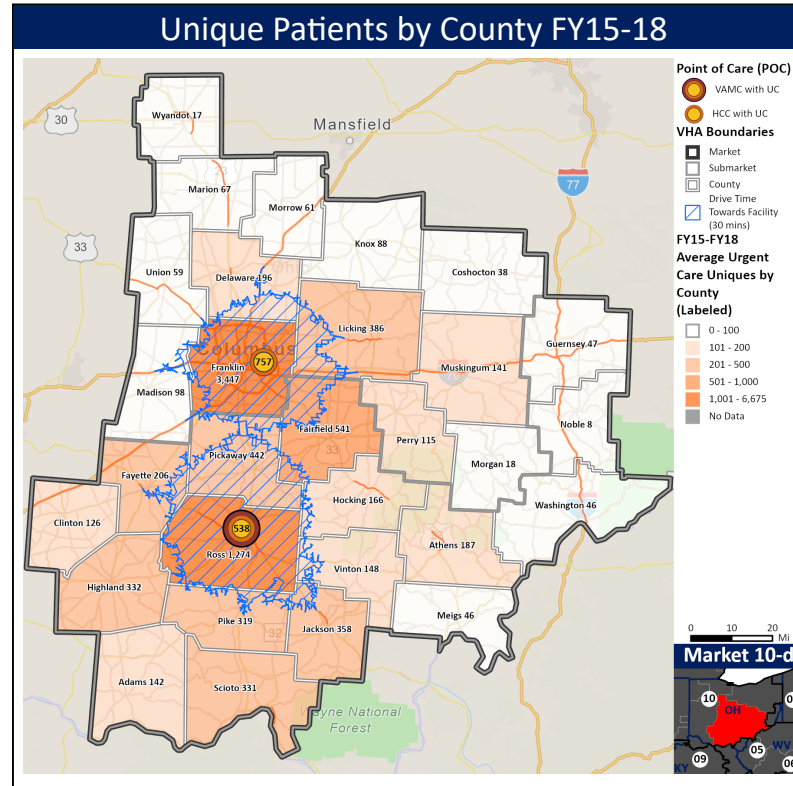 Unique Patients by County FY15-18
30
Wyandot 17
Mansfield
Marion 67
Morrow 61
77
33
Knox 88
Union 59
Delaware 196
Coshocton 38
Licking 386
Columbus
757
Franklin
3,447
Guernsey 47
Muskingum 141
Madison 98
Fairfield 541
Perry 115
Noble 8
33
Pickaway 442
Morgan 18
Fayette 206
Hocking 166
Washington 46
Clinton 126
538
Ross 1,274
Athens 187
Vinton 148
Highland 332
Meigs 46
Pike 319
32
Jackson 358
Adams 142
Scioto 331
Wayne National
Forest
Point of Care (POC)
VAMC with UC
HCC with UC
VHA Boundaries
Market
Submarket
County
Drive Time
Towards Facility
(30 mins)
FY15-FY18
Average Urgent
Care Uniques by
County
(Labeled)
0 - 100
101 - 200
201 - 500
501 - 1,000
1,001 - 6,675
No Data
0 10 20
Mi
Market 10-d
10
OH
05
WV
09
KY